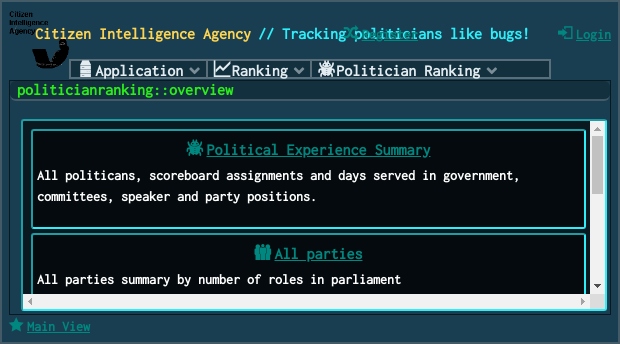 Citizen
Intelligence
Agency
Citizen Intelligence Agency // Tracking politicians like bugs!
Register
Login
Application
Ranking
Politician Ranking
politicianranking::overview
Political Experience Summary
All politicians, scoreboard assignments and days served in government,
committees, speaker and party positions.
All parties
All parties summary by number of roles in parliament
Main View